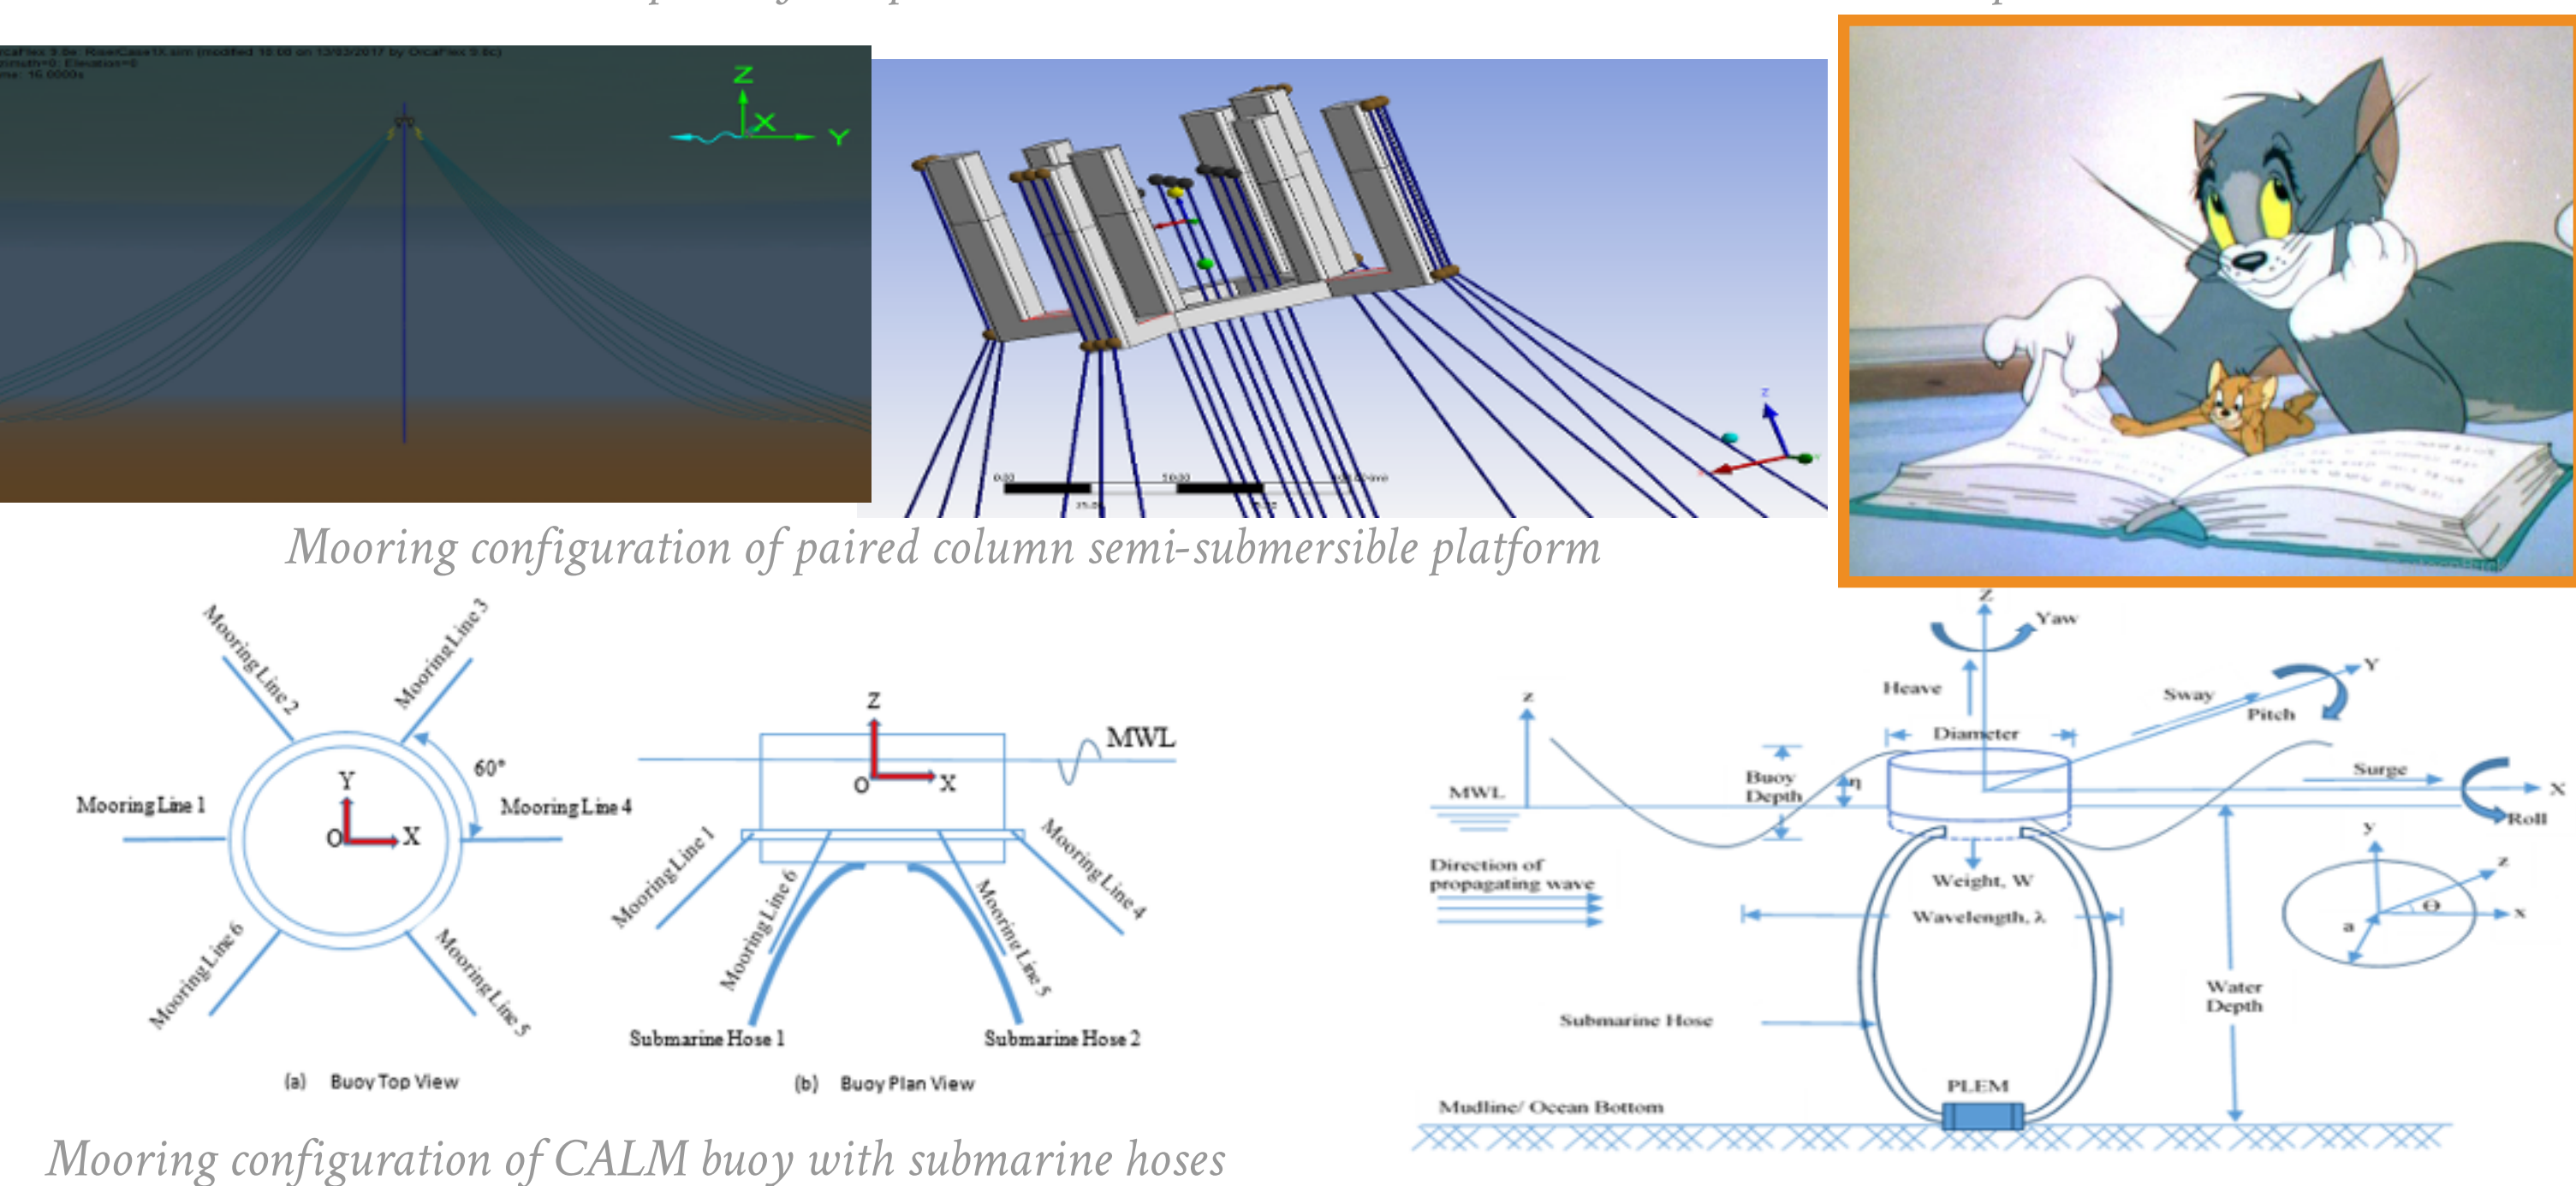 Z
X
Y
0.00
50.00
Z
Mooring configuration of paired column semi-submersible platform
Mooring Line 2
Mooring Line 3
60°
Mooring Line 1
Mooring Line 4
Y
O
X
Mooring Line 6
Mooring Line 5
(a) Buoy Top View
Z
MWL
O
X
Mooring Line 1
Mooring Line 6
Mooring Line 5
Mooring Line 4
Submarine Hose 1
Submarine Hose 2
(b) Buoy Plan View
Mooring configuration of CALM buoy with submarine hoses
Z
Yaw
Heave
Sway
Y
Pitch
z
Diameter
Buoy
Depth
η
MWL
Surge
X
Roll
Direction of
propagating wave
Weight, W
Wavelength, λ
y
z
Θ
x
a
Water
Depth
Submarine Hose
PLEM
Mudline/ Ocean Bottom